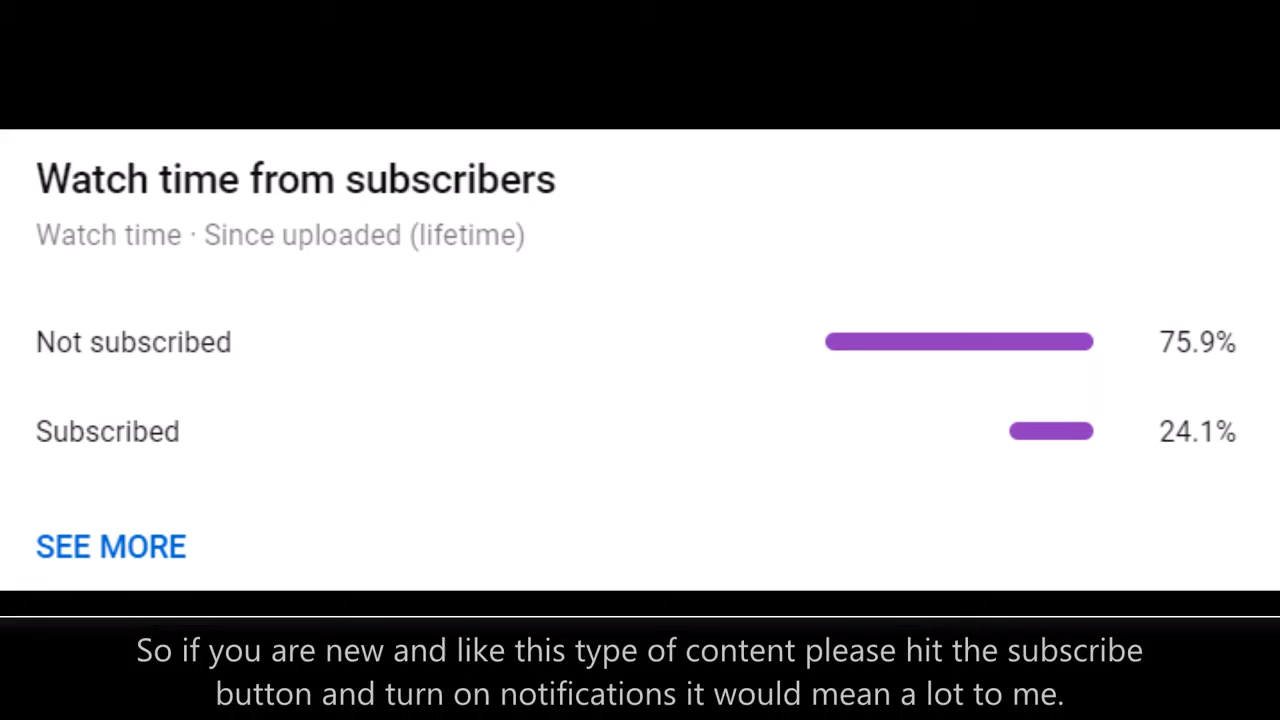 Watch time from subscribers
Watch time · Since uploaded (lifetime)
Not subscribed 75.9%
Subscribed 24.1%
SEE MORE
So if you are new and like this type of content please hit the subscribe
button and turn on notifications it would mean a lot to me.